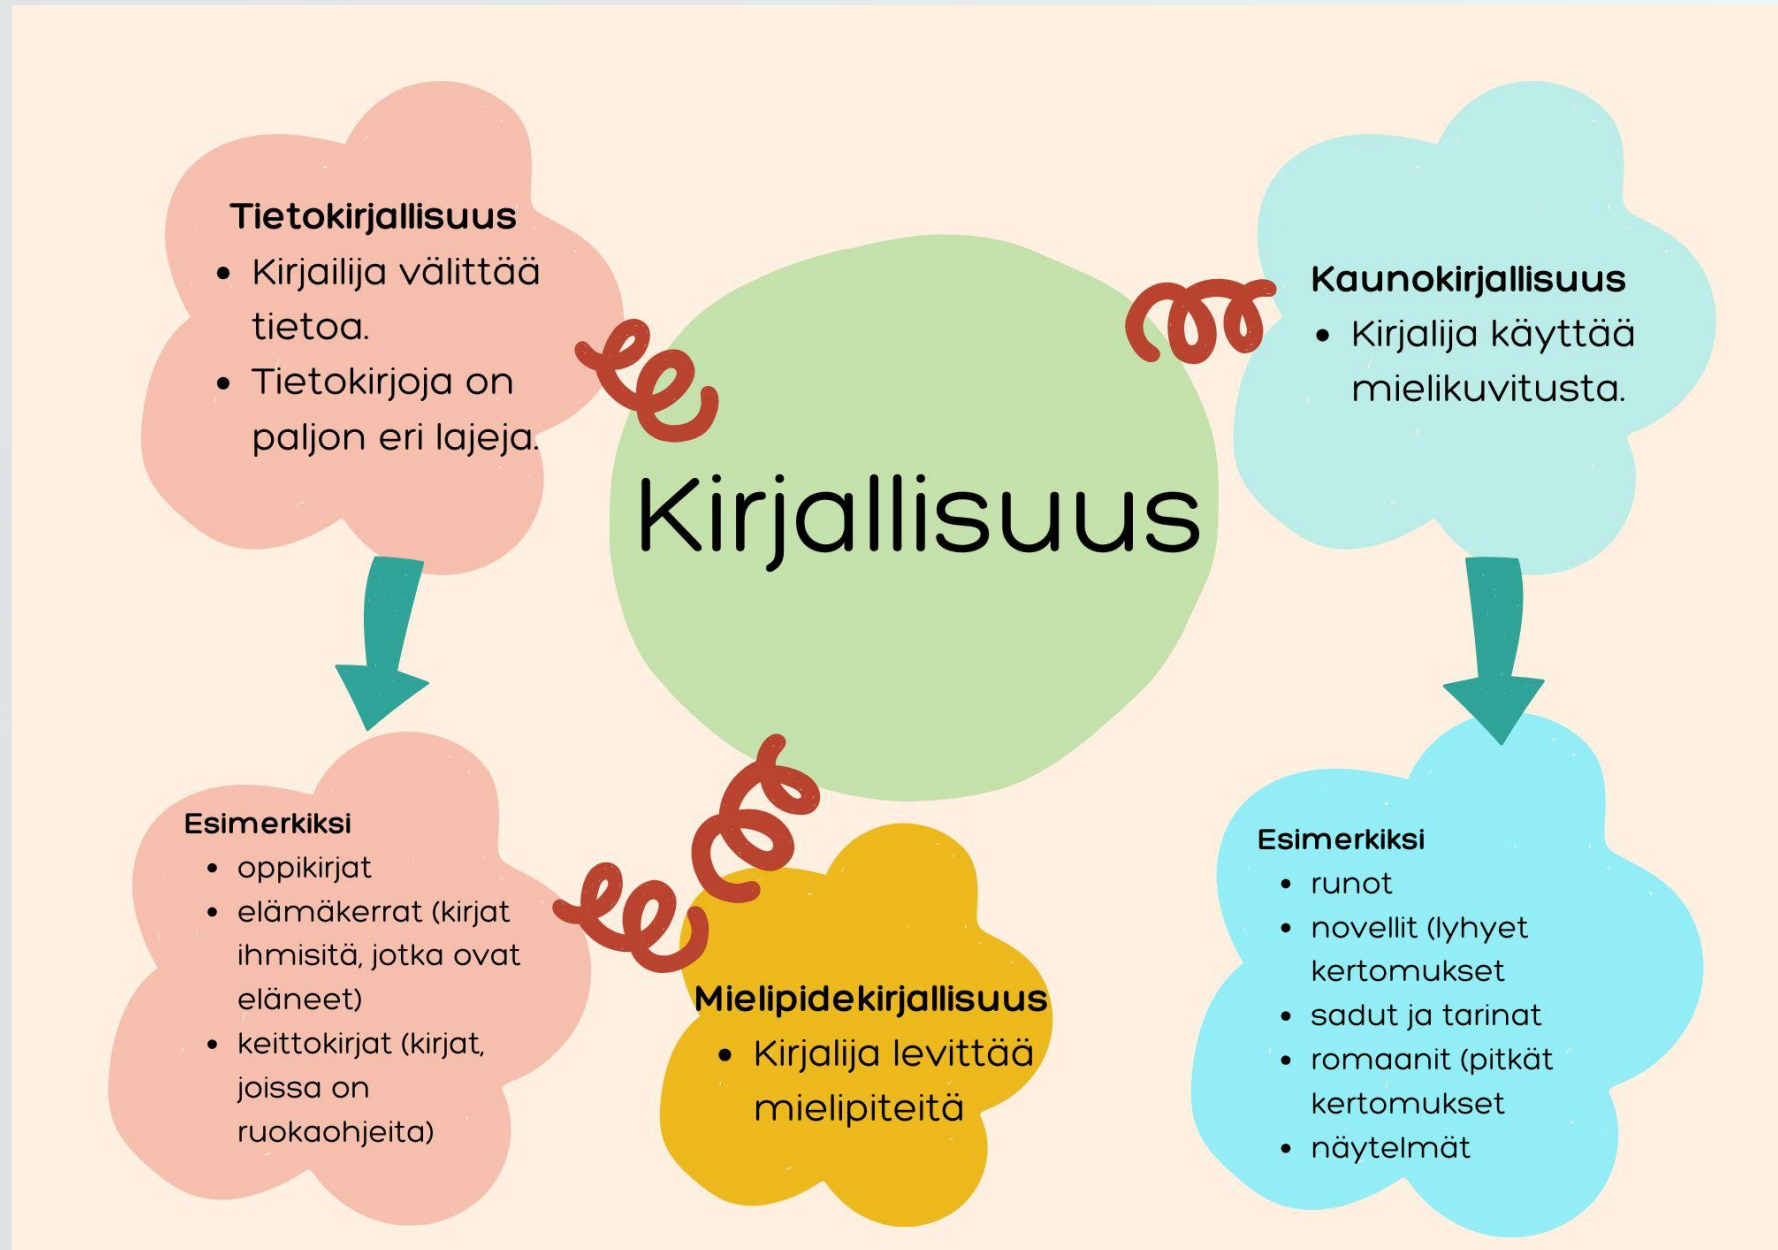 Tietokirjallisuus
• Kirjailija välittää
tietoa.
• Tietokirjoja on
paljon eri lajeja.
Kaunokirjallisuus
• Kirjalija käyttää
mielikuvitusta.
Kirjallisuus
Esimerkiksi
• oppikirjat
• elämäkerrat (kirjat
ihmisitä, jotka ovat
eläneet)
• keittokirjat (kirjat,
joissa on
ruokaohjeita)
Mielipidekirjallisuus
• Kirjalija levittää
mielipiteitä
Esimerkiksi
• runot
• novellit (lyhyet
kertomukset
• sadut ja tarinat
• romaanit (pitkät
kertomukset
• näytelmät